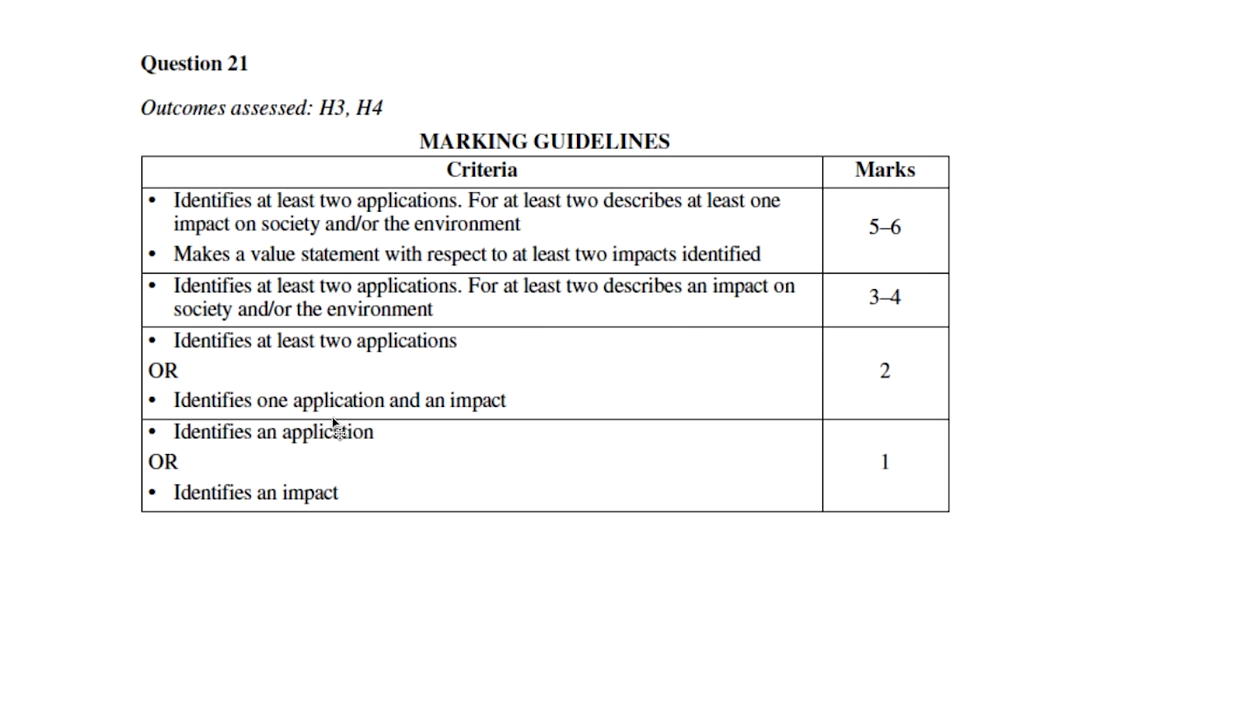 Question 21
Outcomes assessed: H3, H4
MARKING GUIDELINES
Criteria Marks
• Identifies at least two applications. For at least two describes at least one
impact on society and/or the environment
• Makes a value statement with respect to at least two impacts identified
5–6
• Identifies at least two applications. For at least two describes an impact on
society and/or the environment
3–4
• Identifies at least two applications
OR
• Identifies one application and an impact
2
• Identifies an application
OR
• Identifies an impact
1